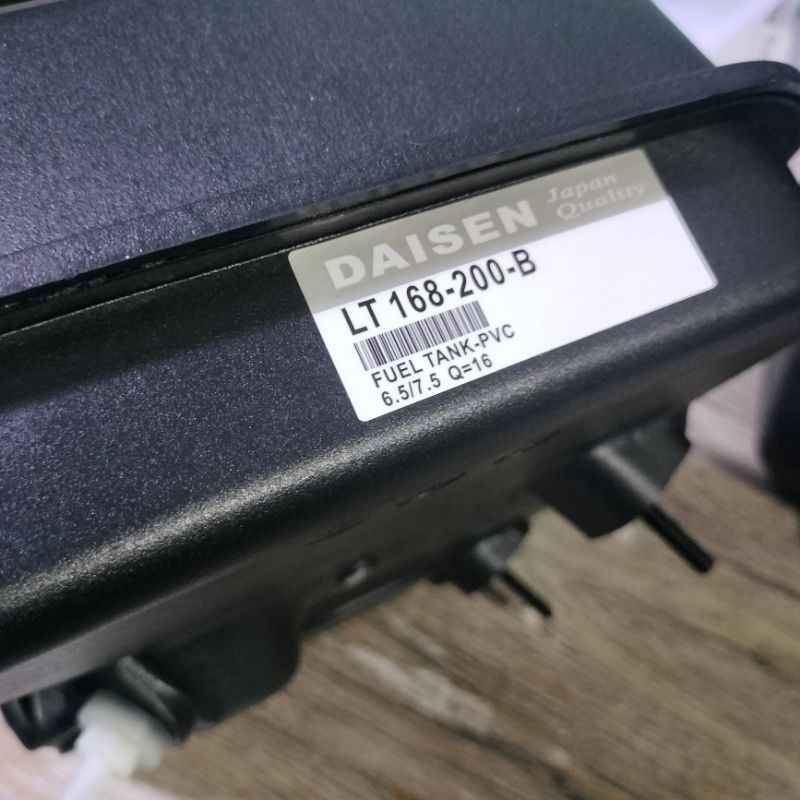 DAISEN Japan Quality
LT 168-200-B
FUEL TANK-PVC
6.5/7.5 Q=16